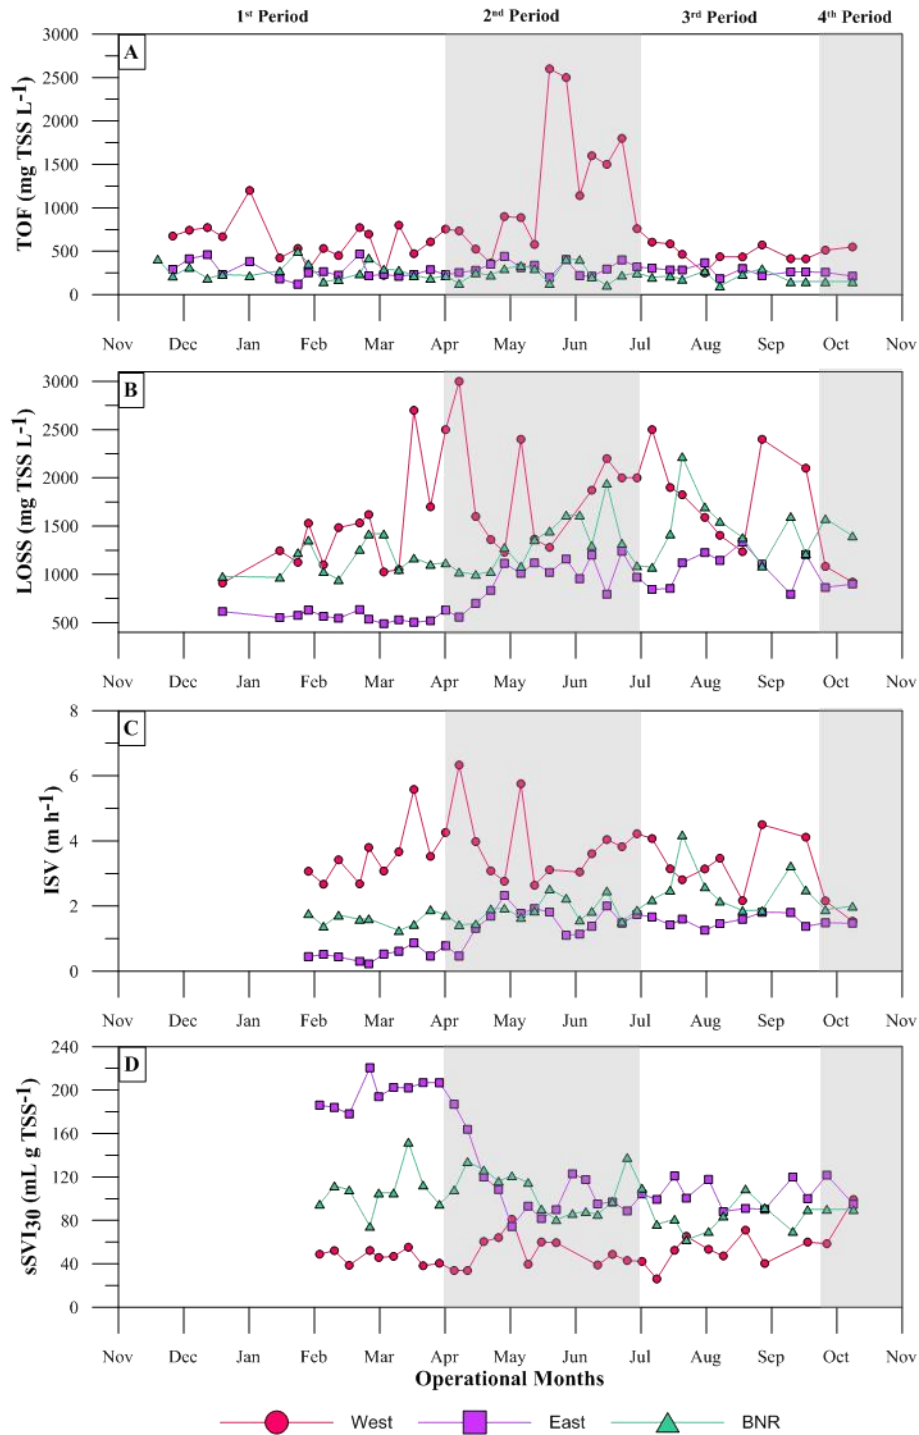 1st Period 2nd Period 3rd Period 4th Period
A
TOF (mg TSS L-1)
3000
2500
2000
1500
1000
500
0
Nov Dec Jan Feb Mar Apr May Jun Jul Aug Sep Oct Nov
B
LOSS (mg TSS L-1)
3000
2500
2000
1500
1000
500
Nov Dec Jan Feb Mar Apr May Jun Jul Aug Sep Oct Nov
C
ISV (m h-1)
8
6
4
2
0
Nov Dec Jan Feb Mar Apr May Jun Jul Aug Sep Oct Nov
D
sSVI30 (mL g TSS-1)
240
200
160
120
80
40
0
Nov Dec Jan Feb Mar Apr May Jun Jul Aug Sep Oct Nov
Operational Months
West East BNR